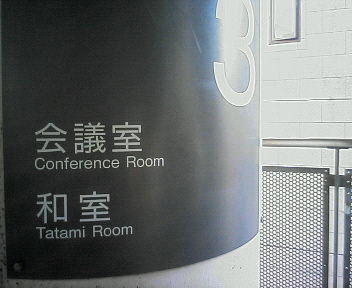 3
会議室
Conference Room
和室
Tatami Room